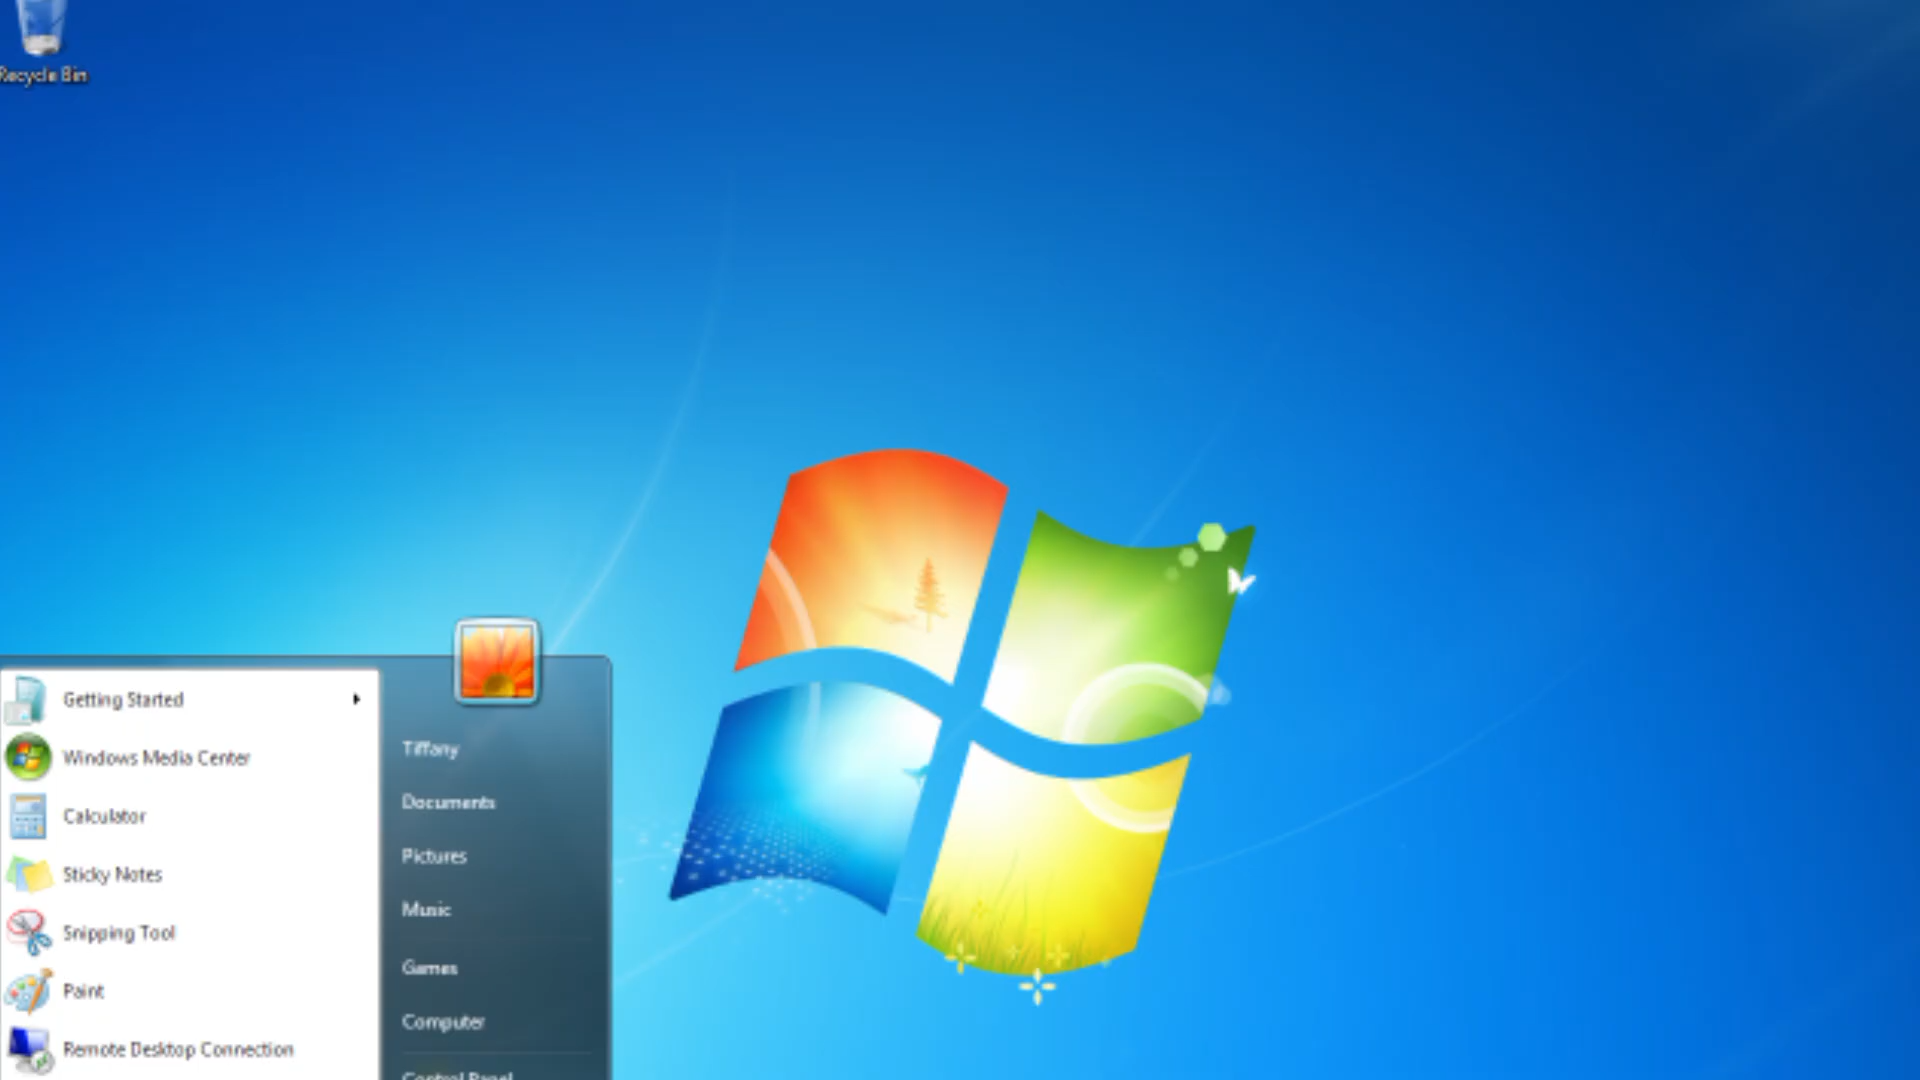 Recycle Bin
Getting Started
Windows Media Center
Calculator
Sticky Notes
Snipping Tool
Paint
Remote Desktop Connection
Tiffany
Documents
Pictures
Music
Games
Computer
Control Panel